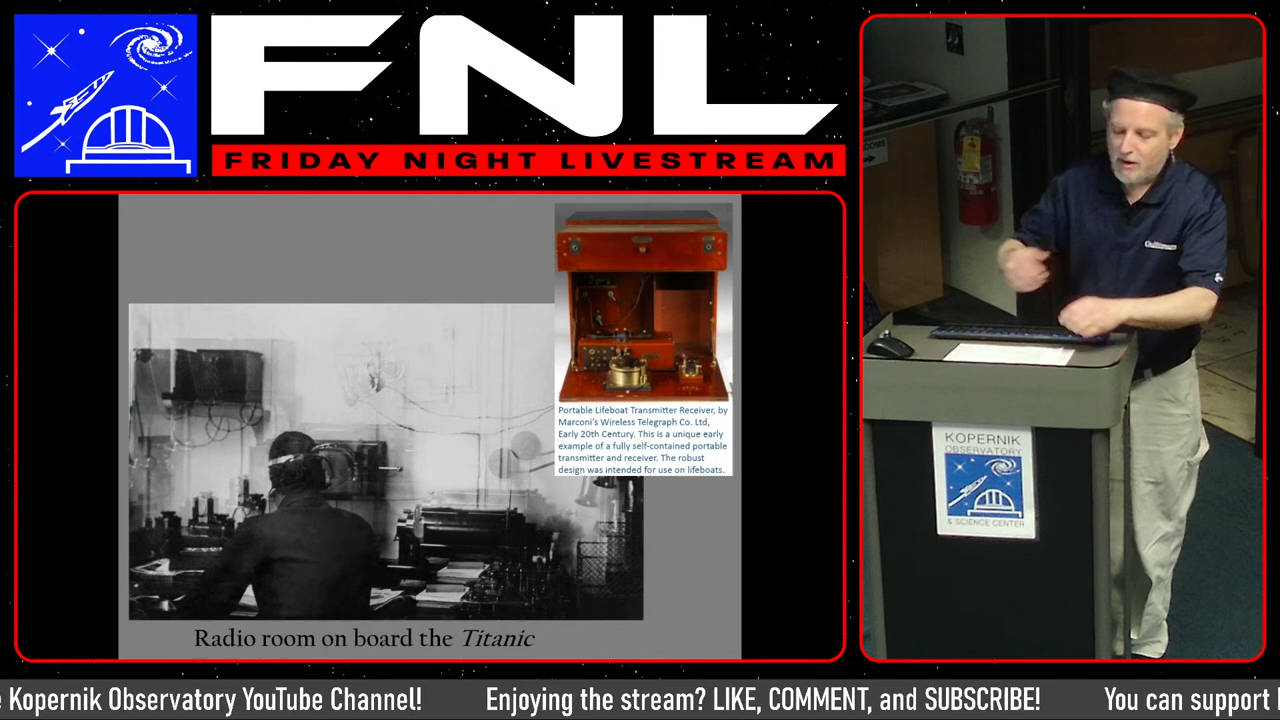 FNL
FRIDAY NIGHT LIVESTREAM
Portable Lifeboat Transmitter Receiver, by
Marconi's Wireless Telegraph Co. Ltd,
Early 20th Century. This is a unique early
example of a fully self-contained portable
transmitter and receiver. The robust
design was intended for use on lifeboats.
Radio room on board the Titanic
KOPERNIK
OBSERVATORY
& SCIENCE CENTER
Kopernik Observatory YouTube Channel! Enjoying the stream? LIKE, COMMENT, and SUBSCRIBE! You can support